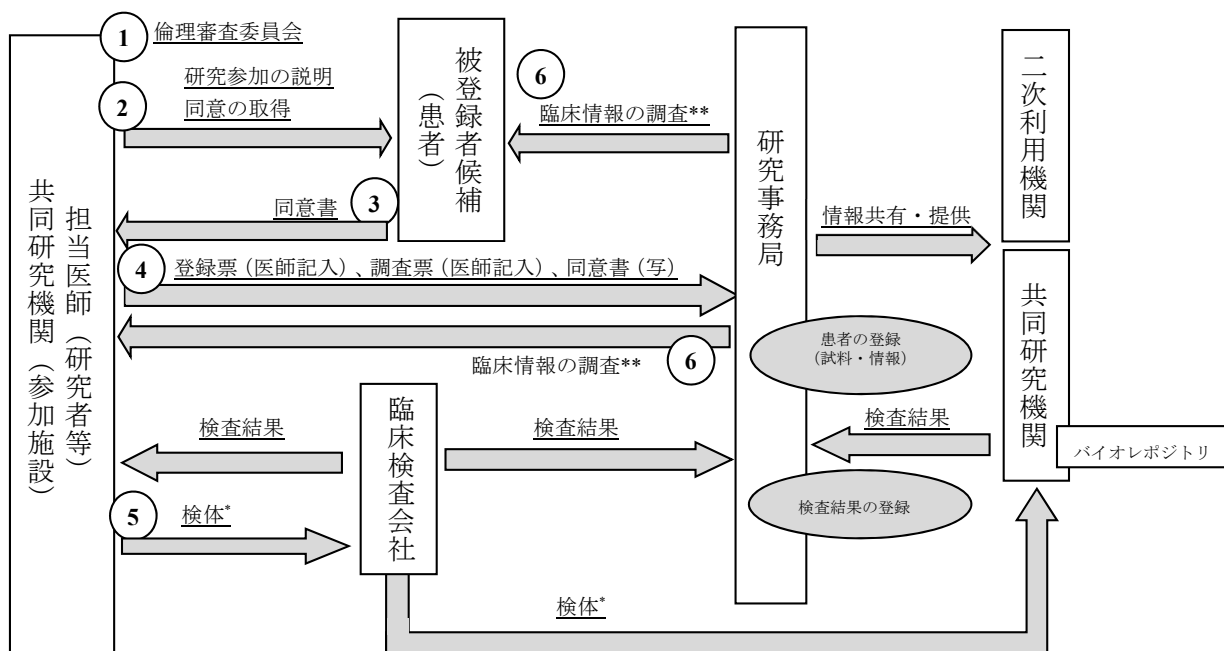 1
倫理審査委員会
2
研究参加の説明
同意の取得
被登録者候補
（患者）
6
臨床情報の調査**
研究事務局
二次利用機関
担当医師（研究者等）
共同研究機関（参加施設）
同意書
3
情報共有・提供
4
登録票（医師記入）、調査票（医師記入）、同意書（写）
臨床情報の調査**
6
患者の登録
（試料・情報）
共同研究機関
臨床検査会社
検査結果
検査結果
検査結果
バイオレポジトリ
5
検体*
検査結果の登録
検体*